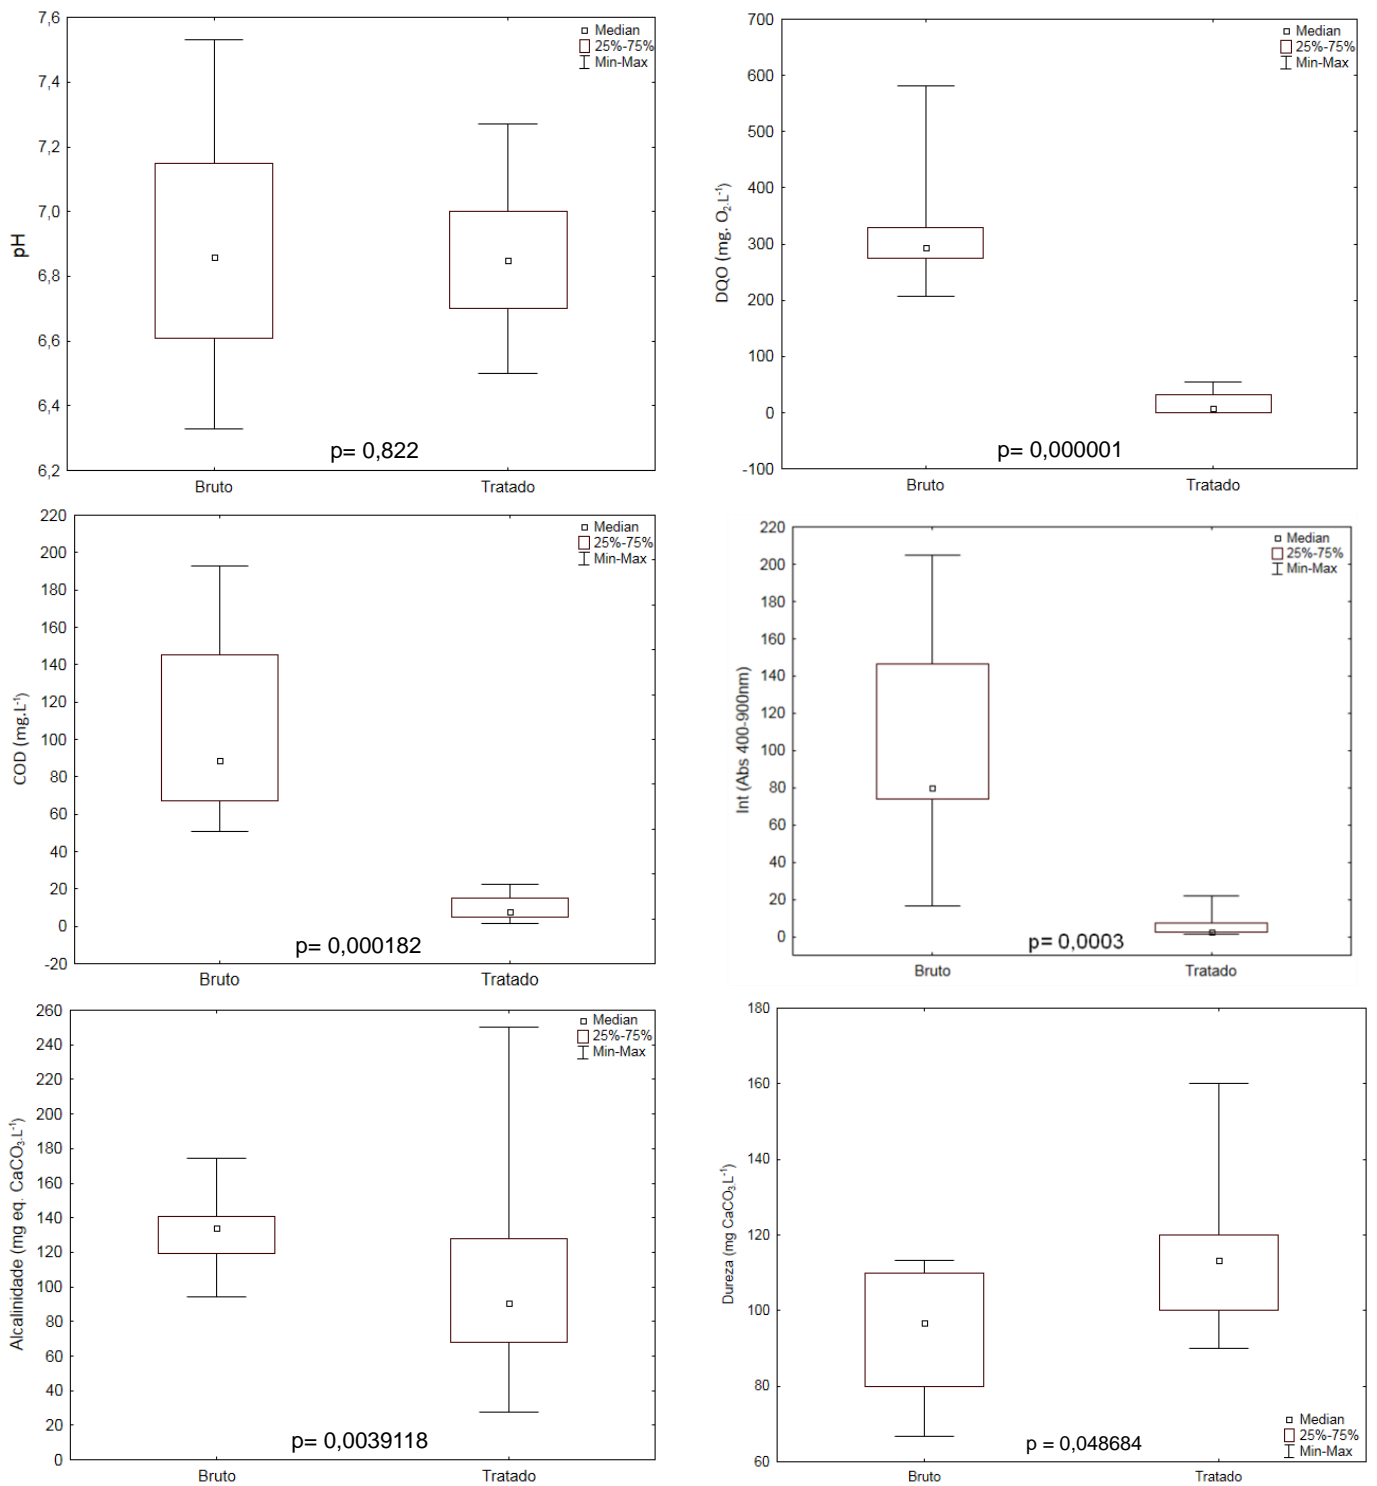 7,6
7,4
7,2
7,0
6,8
6,6
6,4
6,2
pH
Median
25%-75%
Min-Max
p= 0,822
Bruto
Tratado
700
600
500
400
300
200
100
0
-100
DQO (mg. O₂.L⁻¹)
Median
25%-75%
Min-Max
p= 0,000001
Bruto
Tratado
220
200
180
160
140
120
100
80
60
40
20
0
-20
COD (mg.L⁻¹)
Median
25%-75%
Min-Max
p= 0,000182
Bruto
Tratado
220
200
180
160
140
120
100
80
60
40
20
0
Int (Abs 400-900nm)
Median
25%-75%
Min-Max
p= 0,0003
Bruto
Tratado
260
240
220
200
180
160
140
120
100
80
60
40
20
0
Alcalinidade (mg eq. CaCO₃.L⁻¹)
Median
25%-75%
Min-Max
p= 0,0039118
Bruto
Tratado
180
160
140
120
100
80
60
Dureza (mg CaCO₃.L⁻¹)
Median
25%-75%
Min-Max
p = 0,048684
Bruto
Tratado